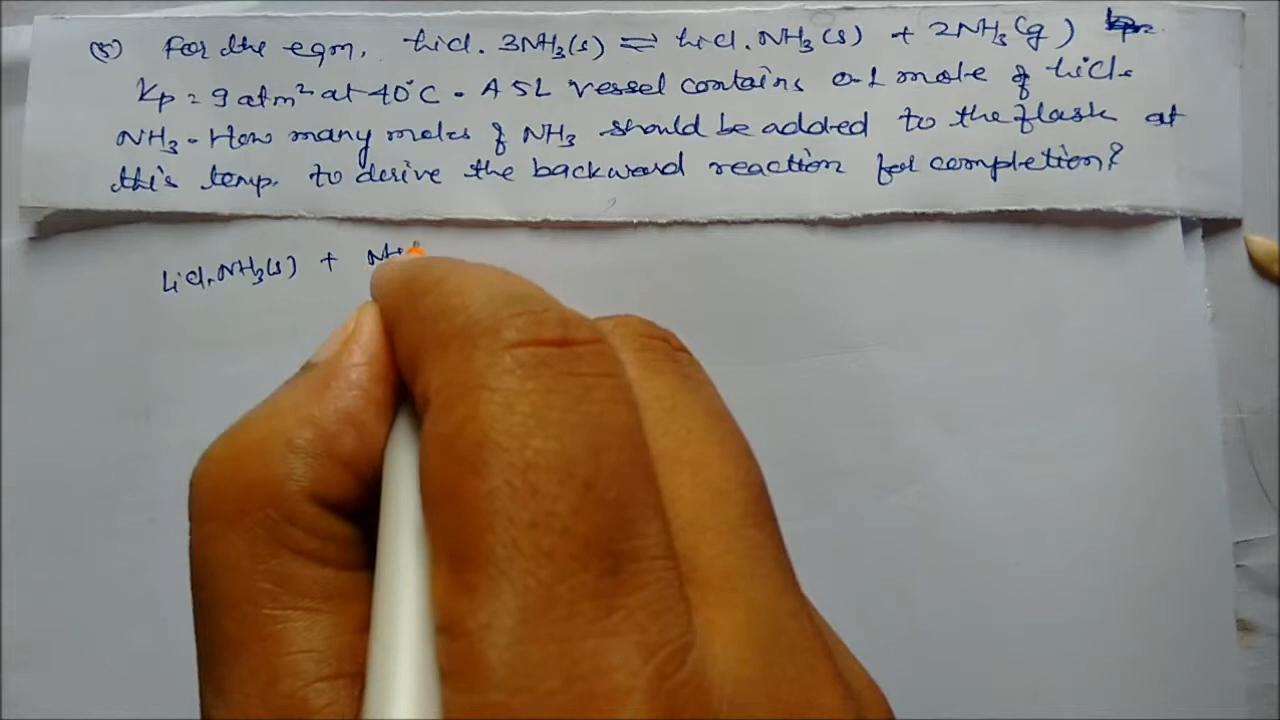 (5) For the eqm, LiCl. 3NH₃(s) ⇌ LiCl. NH₃(s) + 2NH₃(g)
Kp = 9 atm² at 40°C. A 5L vessel contains 0.1 mole of LiCl.
NH₃. How many moles of NH₃ should be added to the flask at
this temp. to derive the backward reaction for completion?
LiCl.NH₃(s) + NH